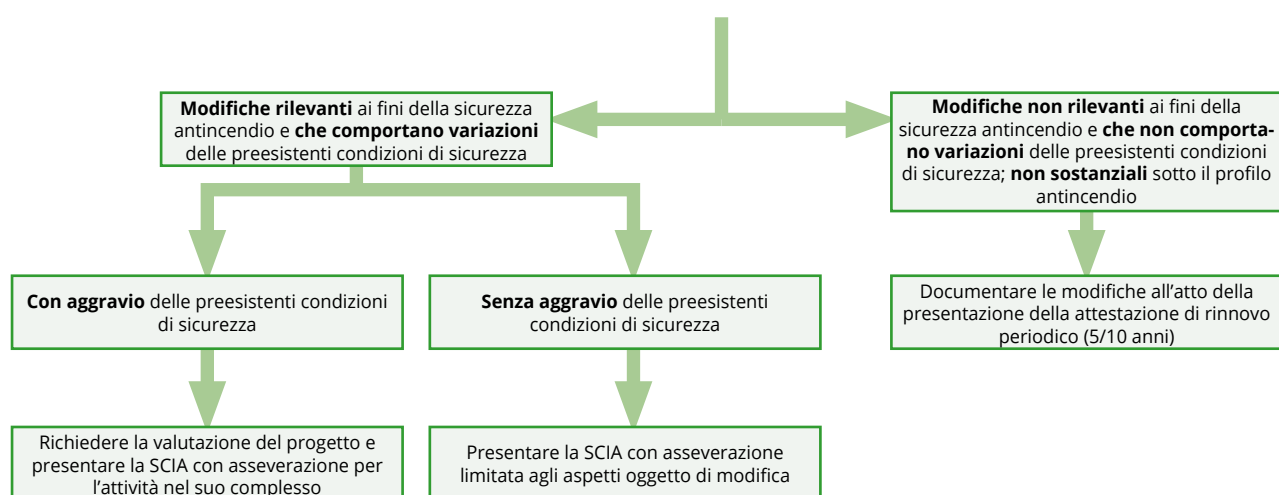 Modifiche rilevanti ai fini della sicurezza
antincendio e che comportano variazioni
delle preesistenti condizioni di sicurezza
Modifiche non rilevanti ai fini della
sicurezza antincendio e che non comporta-
no variazioni delle preesistenti condizioni
di sicurezza; non sostanziali sotto il profilo
antincendio
Con aggravio delle preesistenti condizioni
di sicurezza
Senza aggravio delle preesistenti
condizioni di sicurezza
Documentare le modifiche all’atto della
presentazione della attestazione di rinnovo
periodico (5/10 anni)
Richiedere la valutazione del progetto e
presentare la SCIA con asseverazione per
l’attività nel suo complesso
Presentare la SCIA con asseverazione
limitata agli aspetti oggetto di modifica